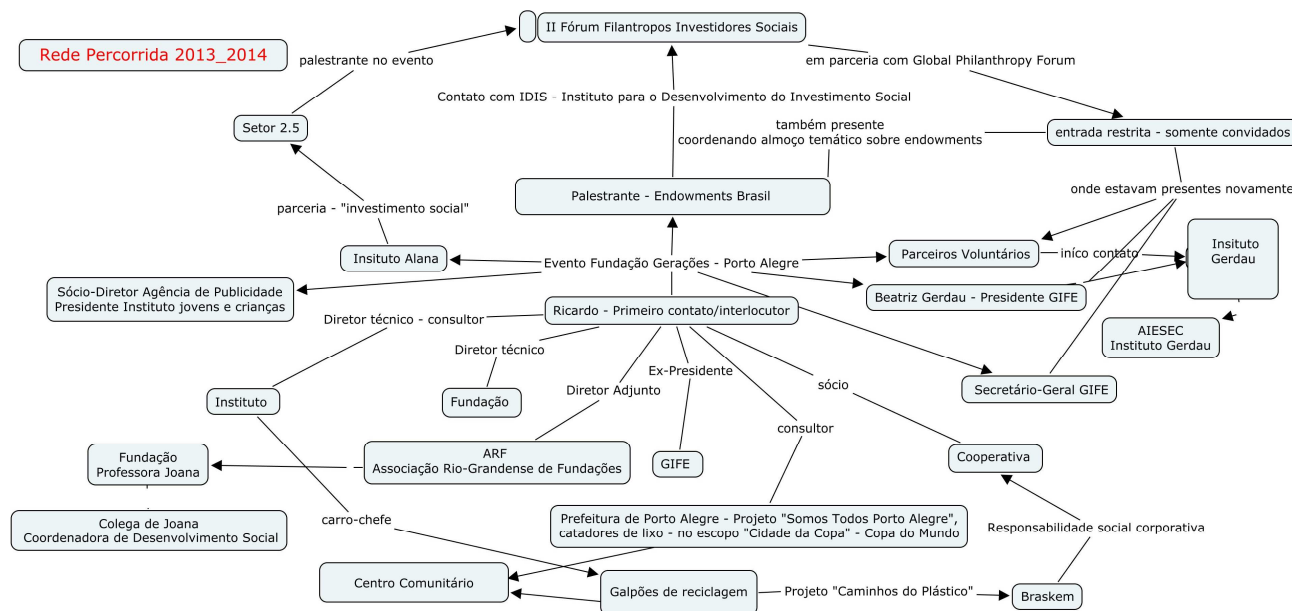 II Fórum Filantropos Investidores Sociais
Rede Percorrida 2013_2014
palestrante no evento
em parceria com Global Philanthropy Forum
Contato com IDIS - Instituto para o Desenvolvimento do Investimento Social
Setor 2.5
também presente
coordenando almoço temático sobre endowments
entrada restrita - somente convidados
Palestrante - Endowments Brasil
onde estavam presentes novamente
parceria - "investimento social"
Insituto Alana
Evento Fundação Gerações - Porto Alegre
Parceiros Voluntários
iníco contato
Insituto
Gerdau
Sócio-Diretor Agência de Publicidade
Presidente Instituto jovens e crianças
Beatriz Gerdau - Presidente GIFE
Ricardo - Primeiro contato/interlocutor
Diretor técnico - consultor
AIESEC
Instituto Gerdau
Diretor técnico
Ex-Presidente
Diretor Adjunto
sócio
Secretário-Geral GIFE
Instituto
Fundação
consultor
Fundação
Professora Joana
ARF
Associação Rio-Grandense de Fundações
GIFE
Cooperativa
Colega de Joana
Coordenadora de Desenvolvimento Social
carro-chefe
Prefeitura de Porto Alegre - Projeto "Somos Todos Porto Alegre",
catadores de lixo - no escopo "Cidade da Copa" - Copa do Mundo
Responsabilidade social corporativa
Centro Comunitário
Galpões de reciclagem
Projeto "Caminhos do Plástico"
Braskem